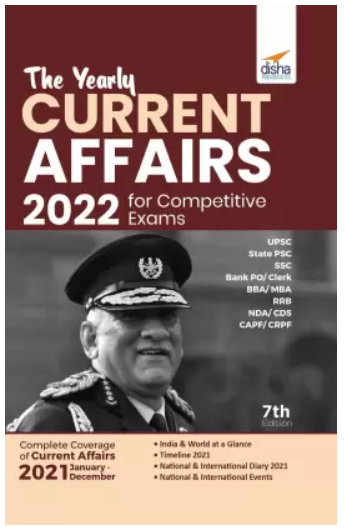 disha
The Yearly
CURRENT
AFFAIRS
2022 for Competitive
Exams
UPSC
State PSC
SSC
Bank PO/ Clerk
BBA/ MBA
RRB
NDA/ CDS
CAPF/ CRPF
7th
Edition
Complete Coverage
of Current Affairs
2021 January -
December
• India & World at a Glance
• Timeline 2021
• National & International Diary 2021
• National & International Events